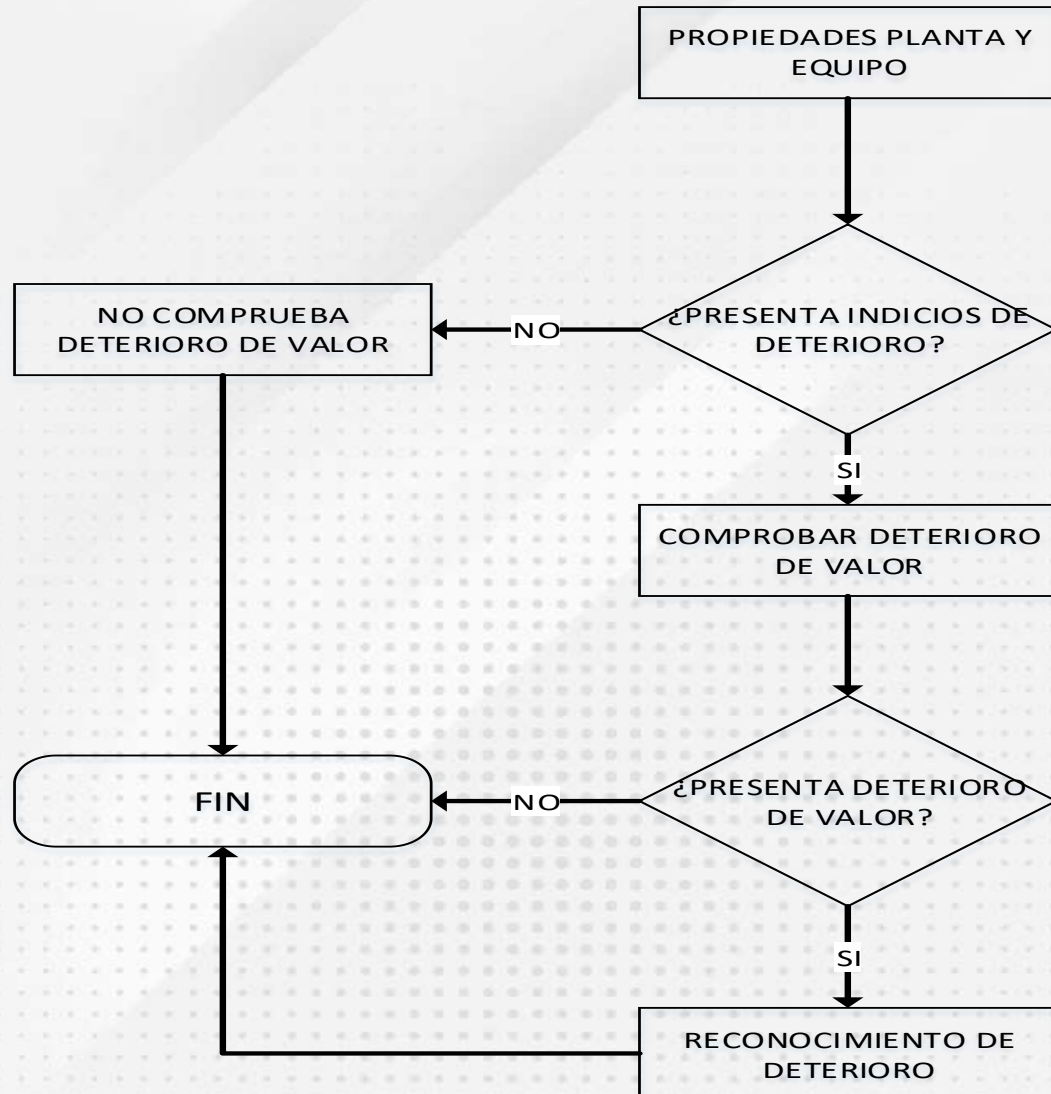 PROPIEDADES PLANTA Y
EQUIPO
¿PRESENTA INDICIOS DE
DETERIORO?
NO
NO COMPRUEBA
DETERIORO DE VALOR
SI
COMPROBAR DETERIORO
DE VALOR
¿PRESENTA DETERIORO
DE VALOR?
NO
FIN
SI
RECONOCIMIENTO DE
DETERIORO